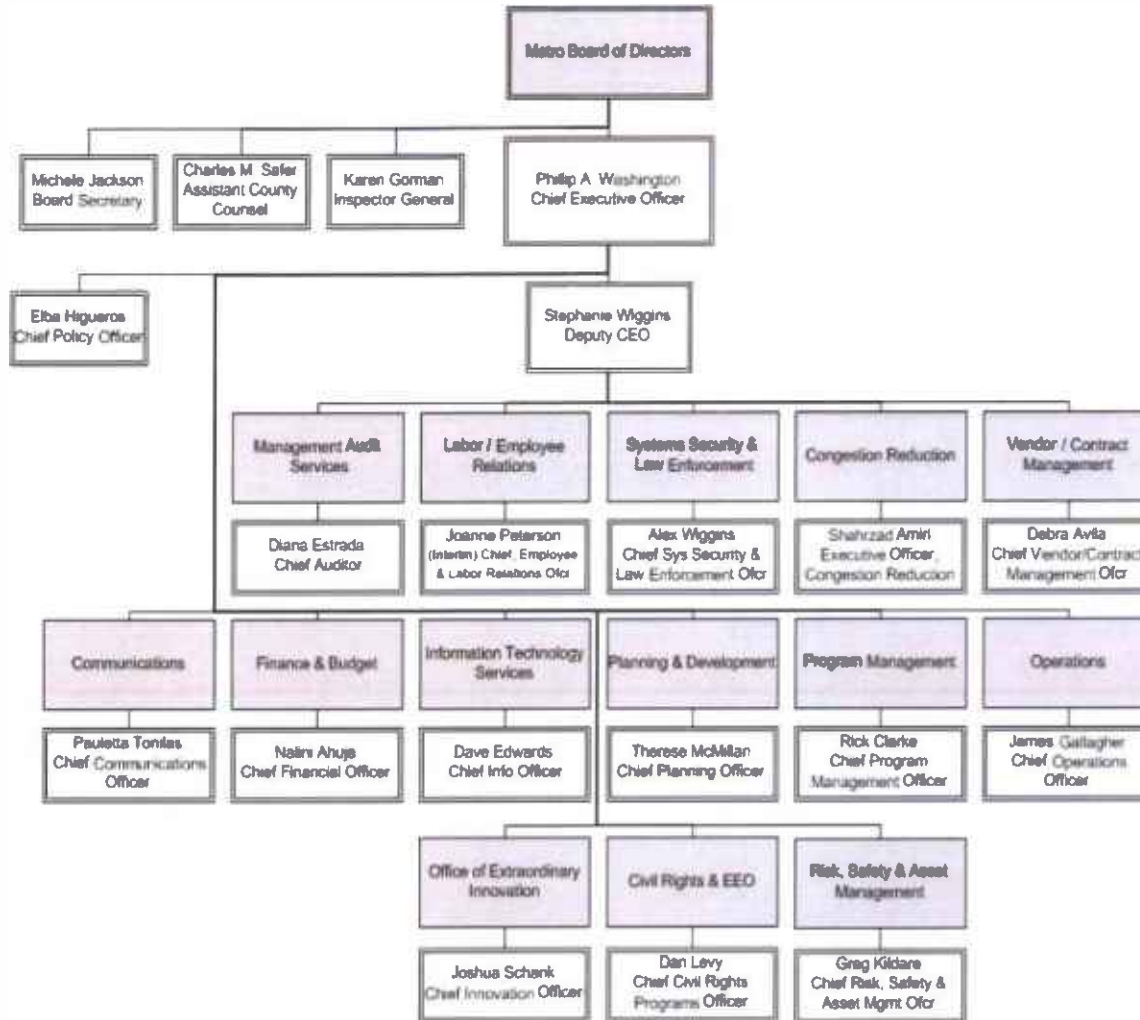 Metro Board of Directors
Michele Jackson
Board Secretary
Charles M. Safer
Assistant County
Counsel
Karen Gorman
Inspector General
Phillip A. Washington
Chief Executive Officer
Elba Higueros
Chief Policy Officer
Stephanie Wiggins
Deputy CEO
Management Audit
Services
Labor / Employee
Relations
Systems Security &
Law Enforcement
Congestion Reduction
Vendor / Contract
Management
Diana Estrada
Chief Auditor
Joanne Peterson
(Interim) Chief, Employee
& Labor Relations Ofcr
Alex Wiggins
Chief Sys Security &
Law Enforcement Ofcr
Shahrzad Amiri
Executive Officer,
Congestion Reduction
Debra Avila
Chief Vendor/Contract
Management Ofcr
Communications
Finance & Budget
Information Technology
Services
Planning & Development
Program Management
Operations
Pauletta Tonilas
Chief Communications
Officer
Nalini Ahuja
Chief Financial Officer
Dave Edwards
Chief Info Officer
Therese McMillan
Chief Planning Officer
Rick Clarke
Chief Program
Management Officer
James Gallagher
Chief Operations
Officer
Office of Extraordinary
Innovation
Civil Rights & EEO
Risk, Safety & Asset
Management
Joshua Schank
Chief Innovation Officer
Dan Levy
Chief Civil Rights
Programs Officer
Greg Kildare
Chief Risk, Safety &
Asset Mgmt Ofcr